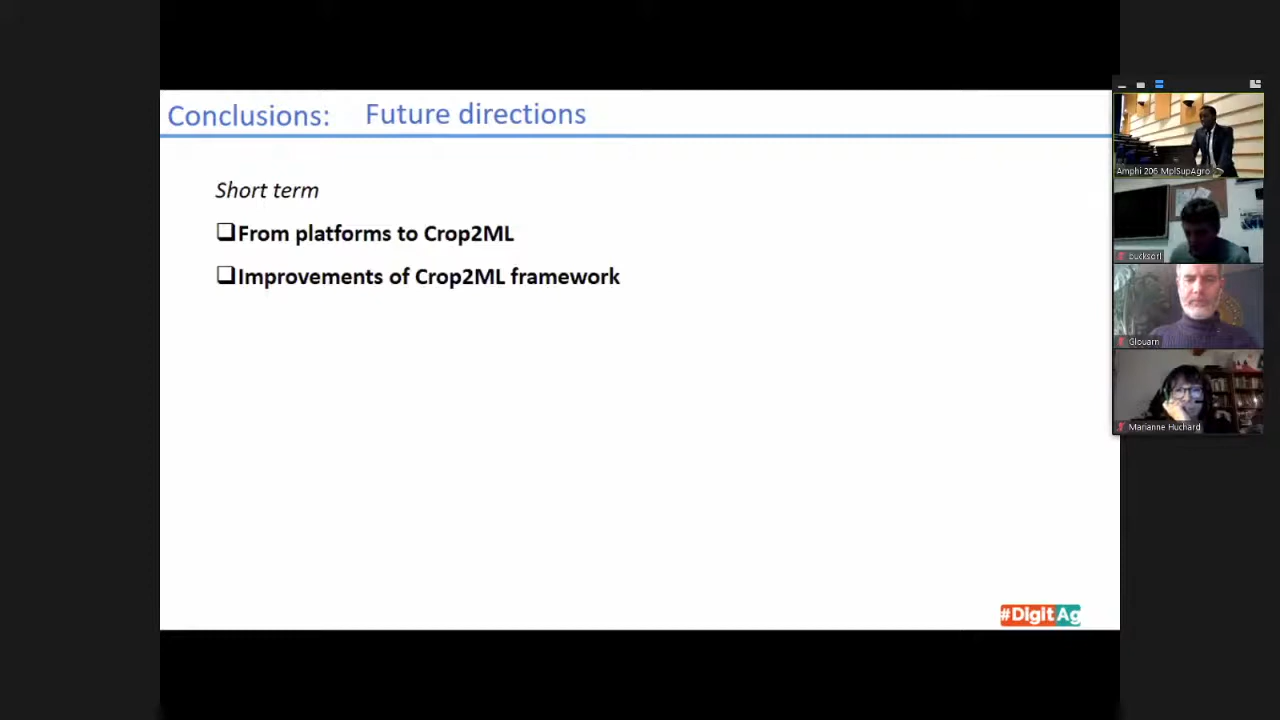 Conclusions: Future directions
Short term
From platforms to Crop2ML
Improvements of Crop2ML framework
#DigitAg
Amphi 206 MplSupAgro
bucksorl
Glouarn
Marianne Huchard